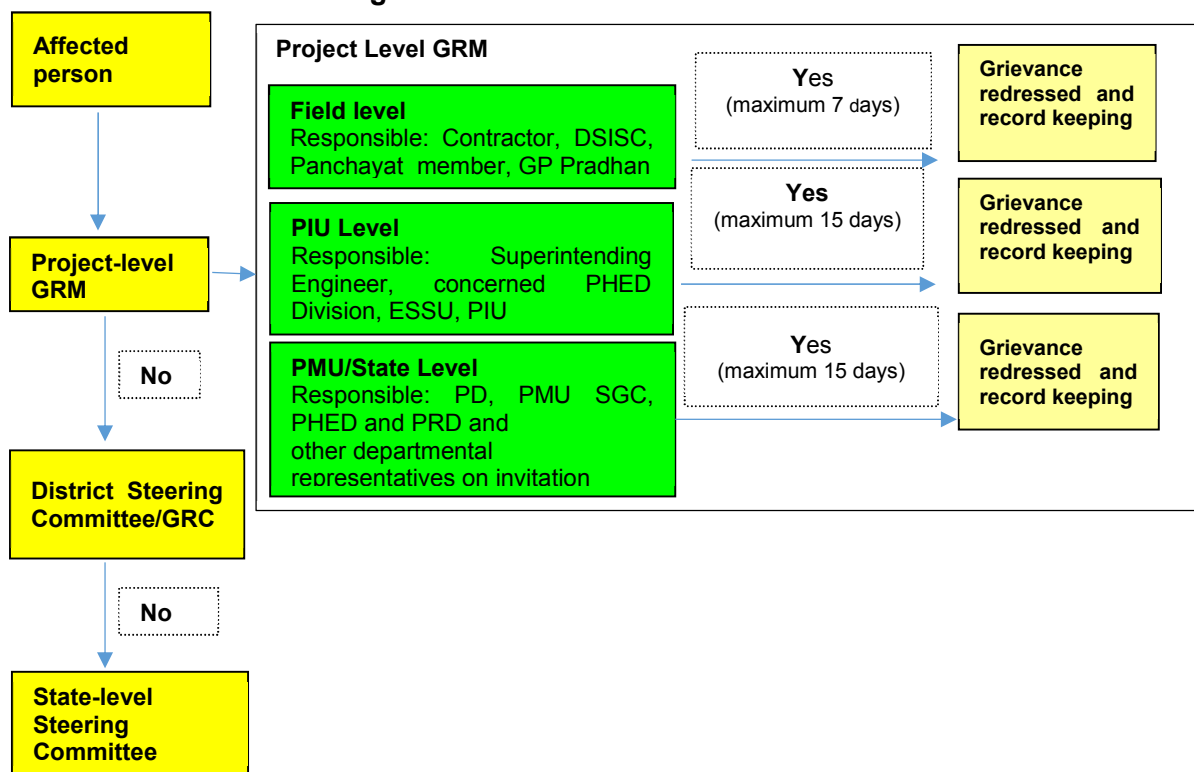 Affected
person
Project Level GRM
Field level
Responsible: Contractor, DSISC,
Panchayat member, GP Pradhan
Yes
(maximum 7 days)
Grievance
redressed and
record keeping
Project-level
GRM
PIU Level
Responsible: Superintending
Engineer, concerned PHED
Division, ESSU, PIU
Yes
(maximum 15 days)
Grievance
redressed and
record keeping
No
PMU/State Level
Responsible: PD, PMU SGC,
PHED and PRD and
other departmental
representatives on invitation
Yes
(maximum 15 days)
Grievance
redressed and
record keeping
District Steering
Committee/GRC
No
State-level
Steering
Committee